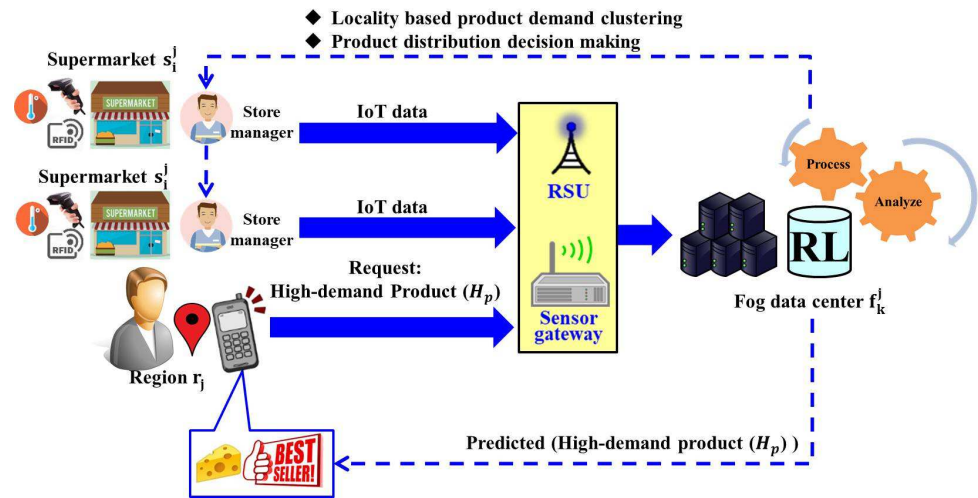 ◆ Locality based product demand clustering
◆ Product distribution decision making
Supermarket s_i^j
SUPERMARKET
RFID
Store
manager
IoT data
Supermarket s_i^j
SUPERMARKET
RFID
Store
manager
IoT data
Request:
High-demand Product (H_p)
Region r_j
RSU
Sensor
gateway
Process
Analyze
RL
Fog data center f_k^j
Predicted (High-demand product (H_p) )
BEST
SELLER!